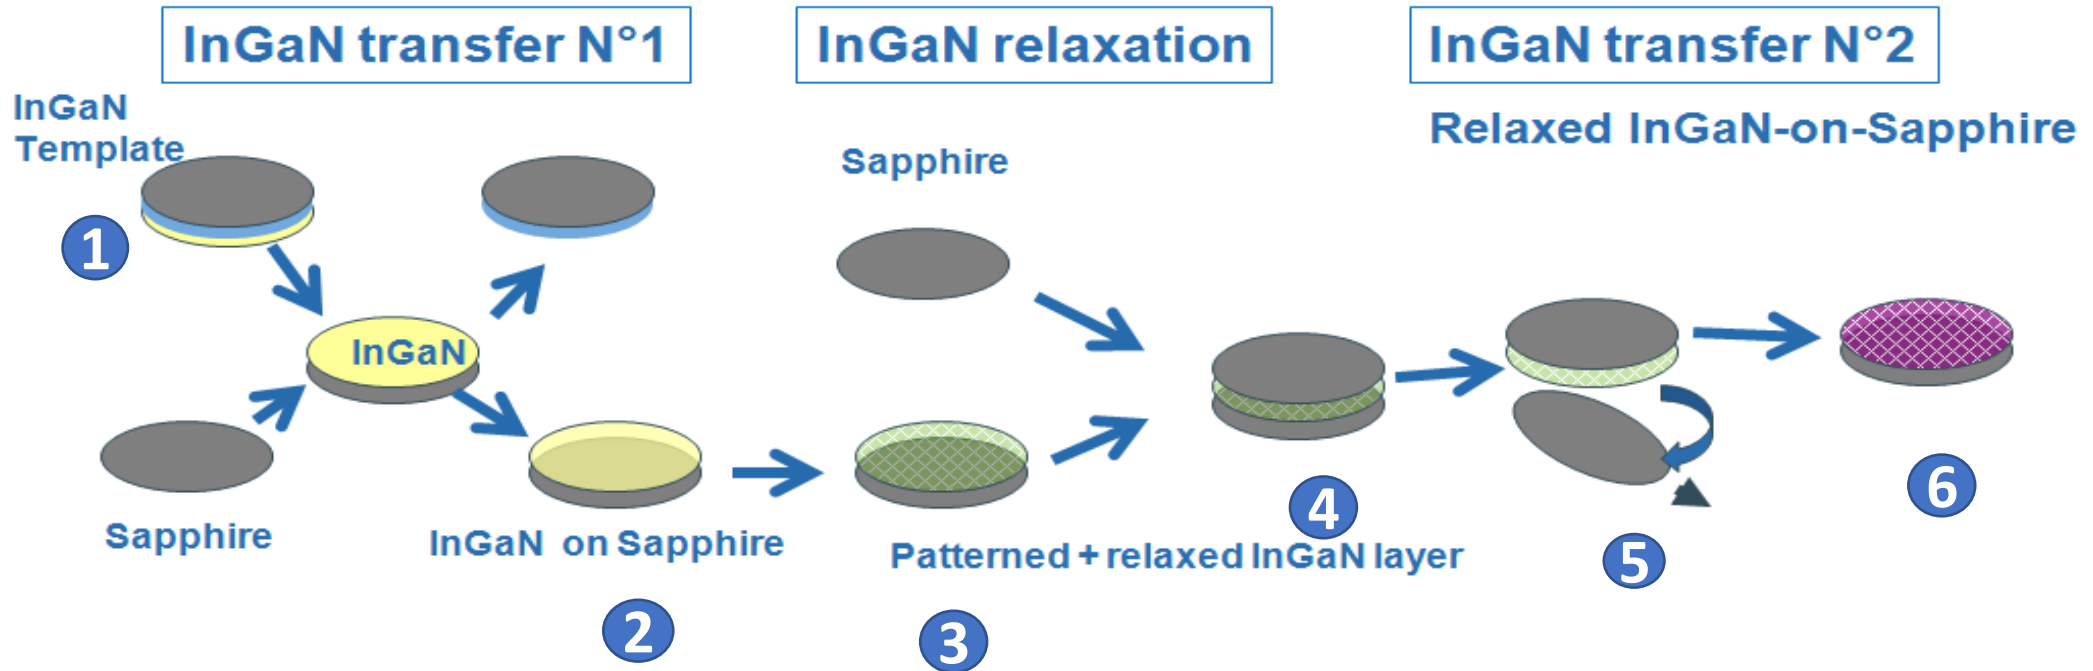 InGaN transfer N°1
InGaN relaxation
InGaN transfer N°2
InGaN
Template
Relaxed InGaN-on-Sapphire
Sapphire
1
InGaN
Sapphire
InGaN on Sapphire
Patterned + relaxed InGaN layer
2
3
4
5
6